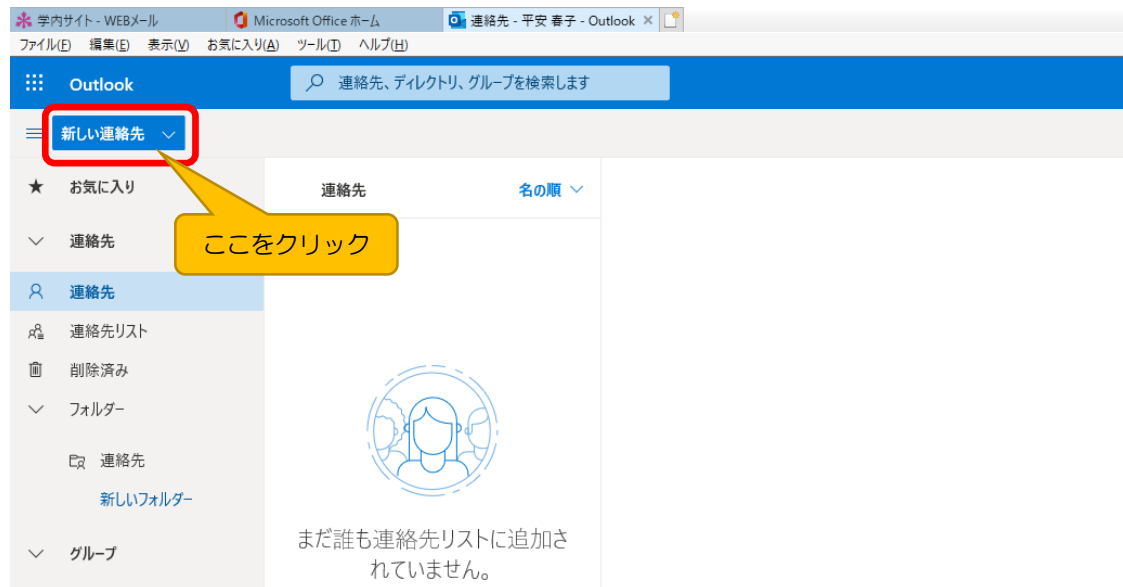 学内サイト - WEBメール
Microsoft Office ホーム
連絡先 - 平安 春子 - Outlook
ファイル(F) 編集(E) 表示(V) お気に入り(A) ツール(T) ヘルプ(H)
Outlook
連絡先、ディレクトリ、グループを検索します
新しい連絡先
お気に入り
連絡先
名の順
連絡先
ここをクリック
連絡先
連絡先リスト
削除済み
フォルダー
連絡先
新しいフォルダー
まだ誰も連絡先リストに追加さ
れていません。
グループ